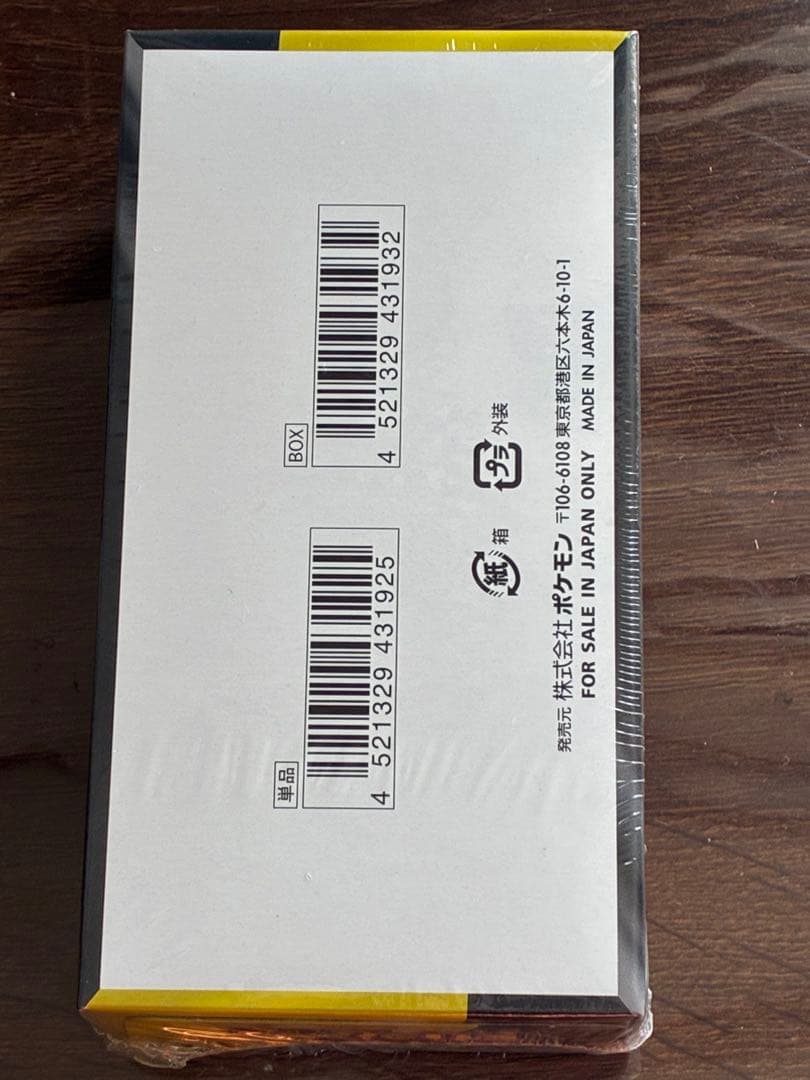 単品
4 521329 431925
BOX
4 521329 431932
紙 箱
プラ 外装
発売元 株式会社 ポケモン 〒106-6108 東京都港区六本木6-10-1
FOR SALE IN JAPAN ONLY MADE IN JAPAN